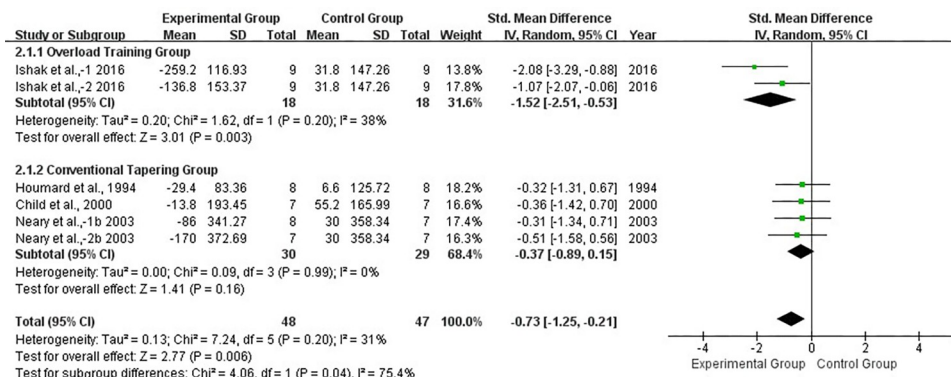 Experimental Group Control Group Std. Mean Difference Std. Mean Difference
Study or Subgroup Mean SD Total Mean SD Total Weight IV, Random, 95% CI Year IV, Random, 95% CI
2.1.1 Overload Training Group
Ishak et al.,-1 2016 -259.2 116.93 9 31.8 147.26 9 13.8% -2.08 [-3.29, -0.88] 2016
Ishak et al.,-2 2016 -136.8 153.37 9 31.8 147.26 9 17.8% -1.07 [-2.07, -0.06] 2016
Subtotal (95% CI) 18 18 31.6% -1.52 [-2.51, -0.53]
Heterogeneity: Tau² = 0.20; Chi² = 1.62, df = 1 (P = 0.20); I² = 38%
Test for overall effect: Z = 3.01 (P = 0.003)
2.1.2 Conventional Tapering Group
Houmard et al., 1994 -29.4 83.36 8 6.6 125.72 8 18.2% -0.32 [-1.31, 0.67] 1994
Child et al., 2000 -13.8 193.45 7 55.2 165.99 7 16.6% -0.36 [-1.42, 0.70] 2000
Neary et al.,-1b 2003 -86 341.27 8 30 358.34 7 17.4% -0.31 [-1.34, 0.71] 2003
Neary et al.,-2b 2003 -170 372.69 7 30 358.34 7 16.3% -0.51 [-1.58, 0.56] 2003
Subtotal (95% CI) 30 29 68.4% -0.37 [-0.89, 0.15]
Heterogeneity: Tau² = 0.00; Chi² = 0.09, df = 3 (P = 0.99); I² = 0%
Test for overall effect: Z = 1.41 (P = 0.16)
Total (95% CI) 48 47 100.0% -0.73 [-1.25, -0.21]
Heterogeneity: Tau² = 0.13; Chi² = 7.24, df = 5 (P = 0.20); I² = 31%
Test for overall effect: Z = 2.77 (P = 0.006)
Test for subgroup differences: Chi² = 4.06, df = 1 (P = 0.04), I² = 75.4%
-4 -2 0 2 4
Experimental Group Control Group